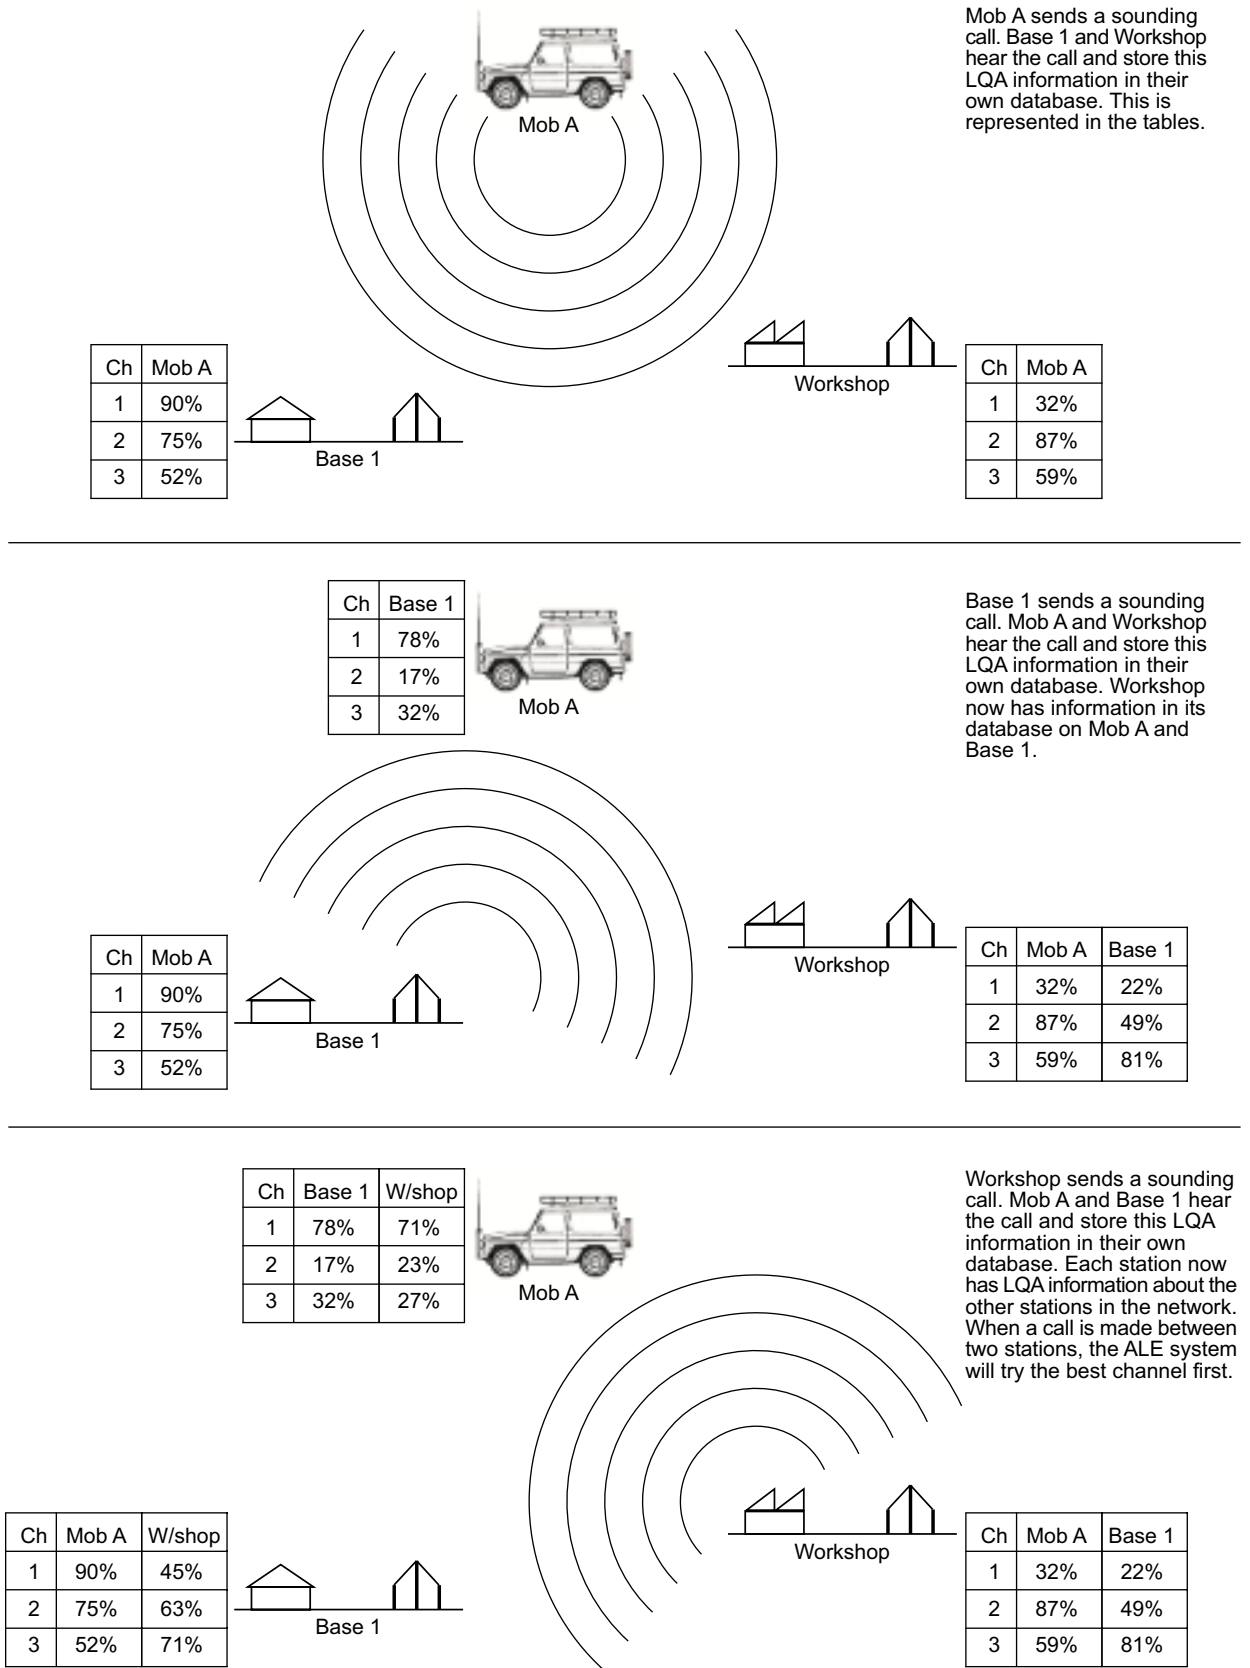 Mob A sends a sounding
call. Base 1 and Workshop
hear the call and store this
LQA information in their
own database. This is
represented in the tables.
Mob A
Ch Mob A
1 90%
2 75%
3 52%
Base 1
Workshop
Ch Mob A
1 32%
2 87%
3 59%
Ch Base 1
1 78%
2 17%
3 32%
Mob A
Base 1 sends a sounding
call. Mob A and Workshop
hear the call and store this
LQA information in their
own database. Workshop
now has information in its
database on Mob A and
Base 1.
Ch Mob A
1 90%
2 75%
3 52%
Base 1
Workshop
Ch Mob A Base 1
1 32% 22%
2 87% 49%
3 59% 81%
Ch Base 1 W/shop
1 78% 71%
2 17% 23%
3 32% 27%
Mob A
Workshop sends a sounding
call. Mob A and Base 1 hear
the call and store this LQA
information in their own
database. Each station now
has LQA information about the
other stations in the network.
When a call is made between
two stations, the ALE system
will try the best channel first.
Ch Mob A W/shop
1 90% 45%
2 75% 63%
3 52% 71%
Base 1
Workshop
Ch Mob A Base 1
1 32% 22%
2 87% 49%
3 59% 81%